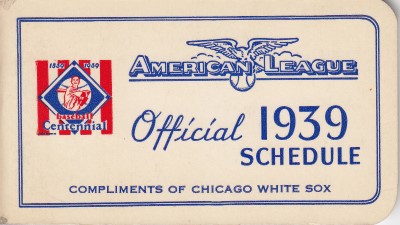 1839 1939
baseball
Centennial
AMERICAN LEAGUE
Official 1939
SCHEDULE
COMPLIMENTS OF CHICAGO WHITE SOX